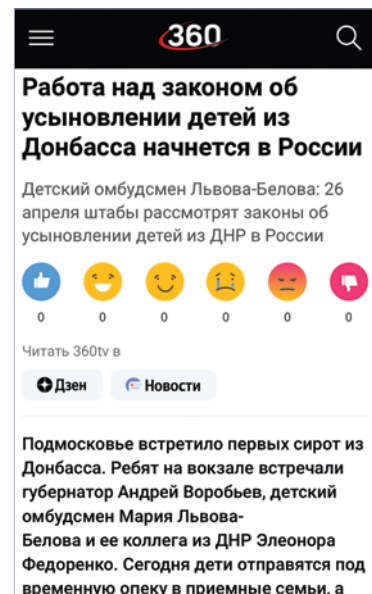 360
Работа над законом об
усыновлении детей из
Донбасса начнется в России
Детский омбудсмен Львова-Белова: 26
апреля штабы рассмотрят законы об
усыновлении детей из ДНР в России
0 0 0 0 0 0
Читать 360tv в
Дзен Новости
Подмосковье встретило первых сирот из
Донбасса. Ребят на вокзале встречали
губернатор Андрей Воробьев, детский
омбудсмен Мария Львова-
Белова и ее коллега из ДНР Элеонора
Федоренко. Сегодня дети отправятся под
временную опеку в приемные семьи, а